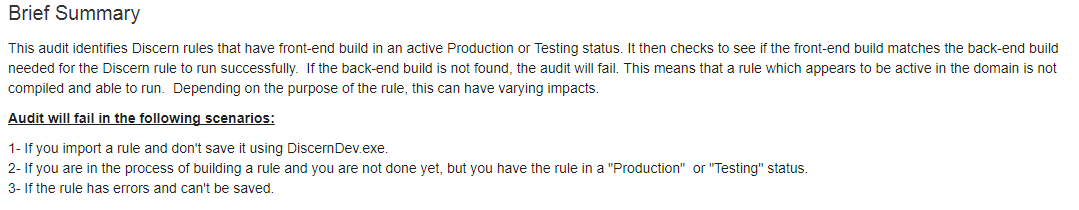 Brief Summary
This audit identifies Discern rules that have front-end build in an active Production or Testing status. It then checks to see if the front-end build matches the back-end build
needed for the Discern rule to run successfully.  If the back-end build is not found, the audit will fail. This means that a rule which appears to be active in the domain is not
compiled and able to run.  Depending on the purpose of the rule, this can have varying impacts.
Audit will fail in the following scenarios:
1- If you import a rule and don't save it using DiscernDev.exe.
2- If you are in the process of building a rule and you are not done yet, but you have the rule in a "Production"  or "Testing" status.
3- If the rule has errors and can't be saved.